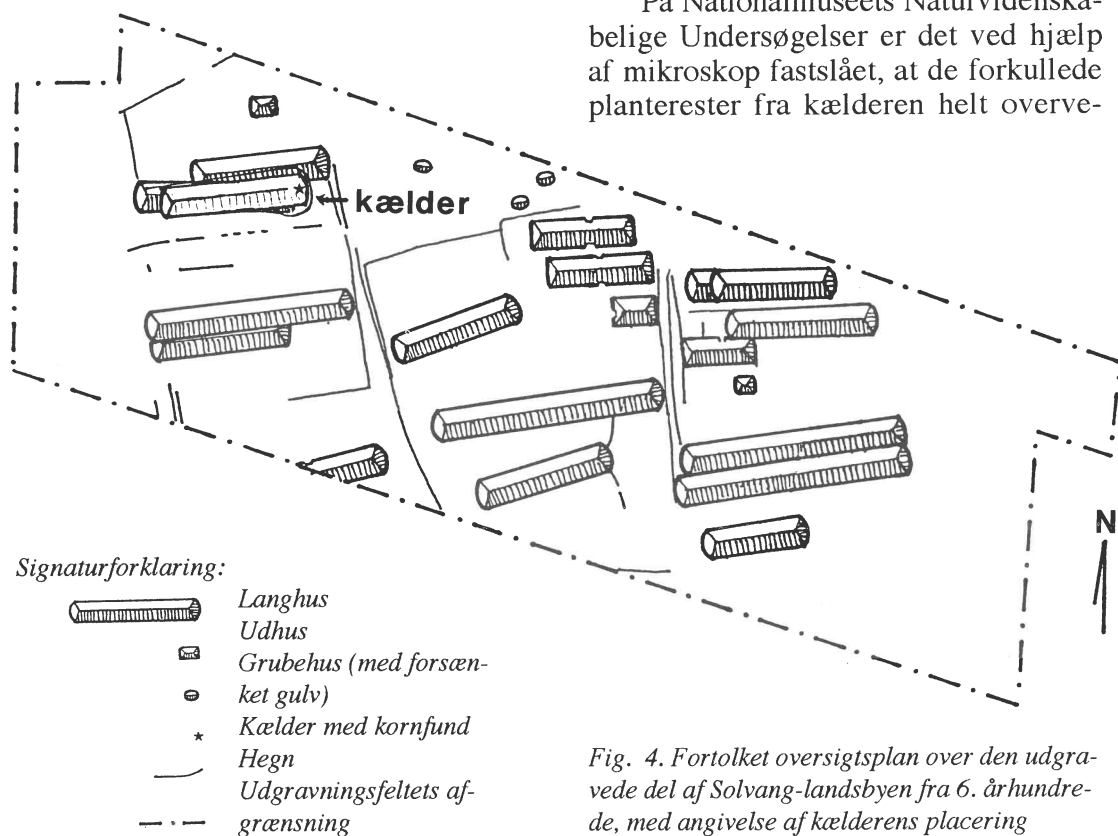 På Nationalmuseets Naturvidenska-
belige Undersøgelser er det ved hjælp
af mikroskop fastslået, at de forkullede
planterester fra kælderen helt overve-
kælder
N
Signaturforklaring:
Langhus
Udhus
Grubehus (med forsæn-
ket gulv)
Kælder med kornfund
Hegn
Udgravningsfeltets af-
grænsning
Fig. 4. Fortolket oversigtsplan over den udgra-
vede del af Solvang-landsbyen fra 6. århundre-
de, med angivelse af kælderens placering